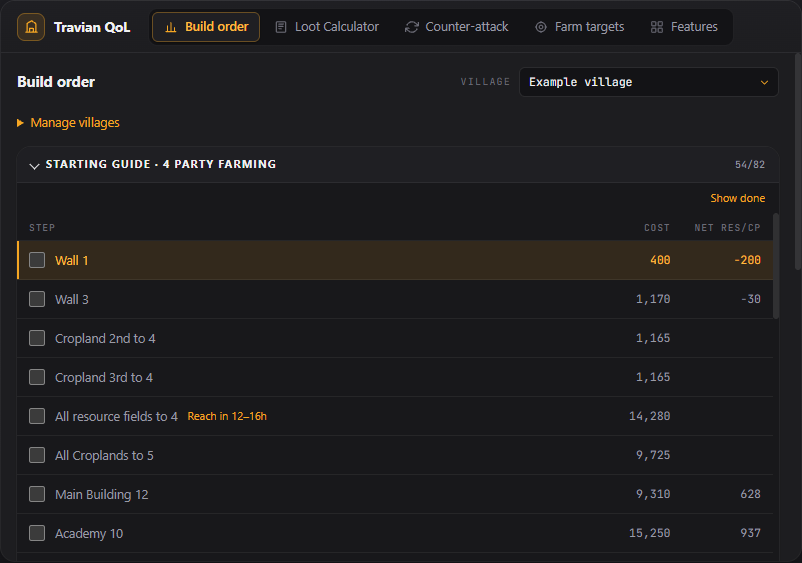 Travian QoL Build order Loot Calculator Counter-attack Farm targets Features
Build order VILLAGE Example village
Manage villages
STARTING GUIDE · 4 PARTY FARMING 54/82
Show done
STEP COST NET RES/CP
Wall 1 400 -200
Wall 3 1,170 -30
Cropland 2nd to 4 1,165
Cropland 3rd to 4 1,165
All resource fields to 4 Reach in 12–16h 14,280
All Croplands to 5 9,725
Main Building 12 9,310 628
Academy 10 15,250 937